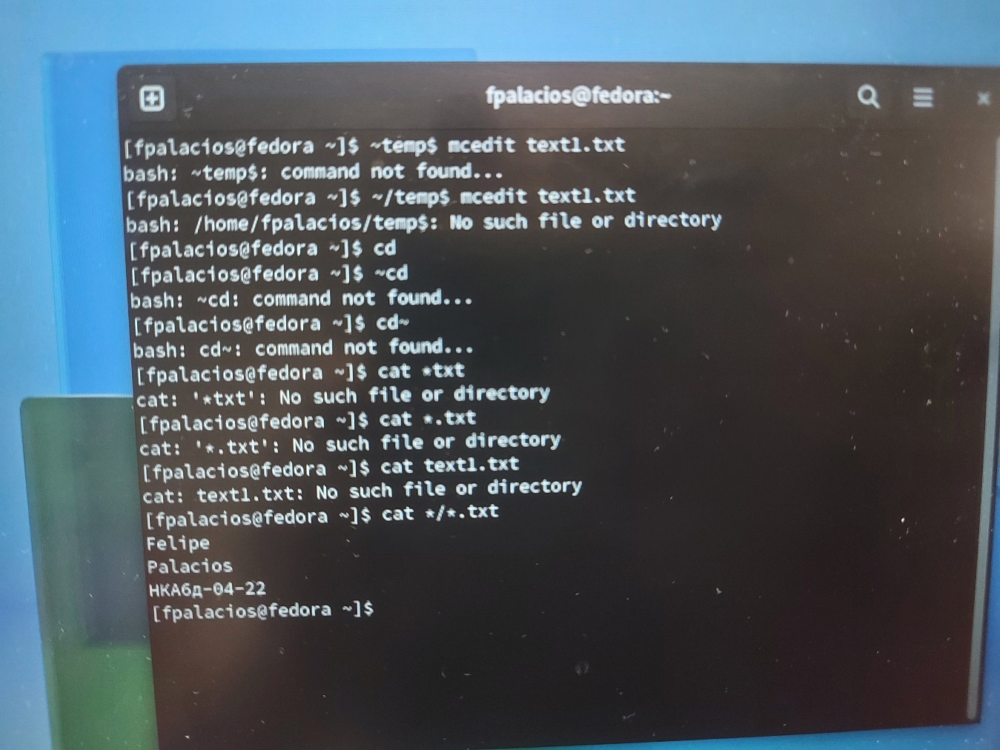 fpalacios@fedora:~
[fpalacios@fedora ~]$ ~temp$ mcedit text1.txt
bash: ~temp$: command not found...
[fpalacios@fedora ~]$ ~/temp$ mcedit text1.txt
bash: /home/fpalacios/temp$: No such file or directory
[fpalacios@fedora ~]$ cd
[fpalacios@fedora ~]$ ~cd
bash: ~cd: command not found...
[fpalacios@fedora ~]$ cd~
bash: cd~: command not found...
[fpalacios@fedora ~]$ cat *txt
cat: '*txt': No such file or directory
[fpalacios@fedora ~]$ cat *.txt
cat: '*.txt': No such file or directory
[fpalacios@fedora ~]$ cat text1.txt
cat: text1.txt: No such file or directory
[fpalacios@fedora ~]$ cat */*.txt
Felipe
Palacios
НКАбд-04-22
[fpalacios@fedora ~]$